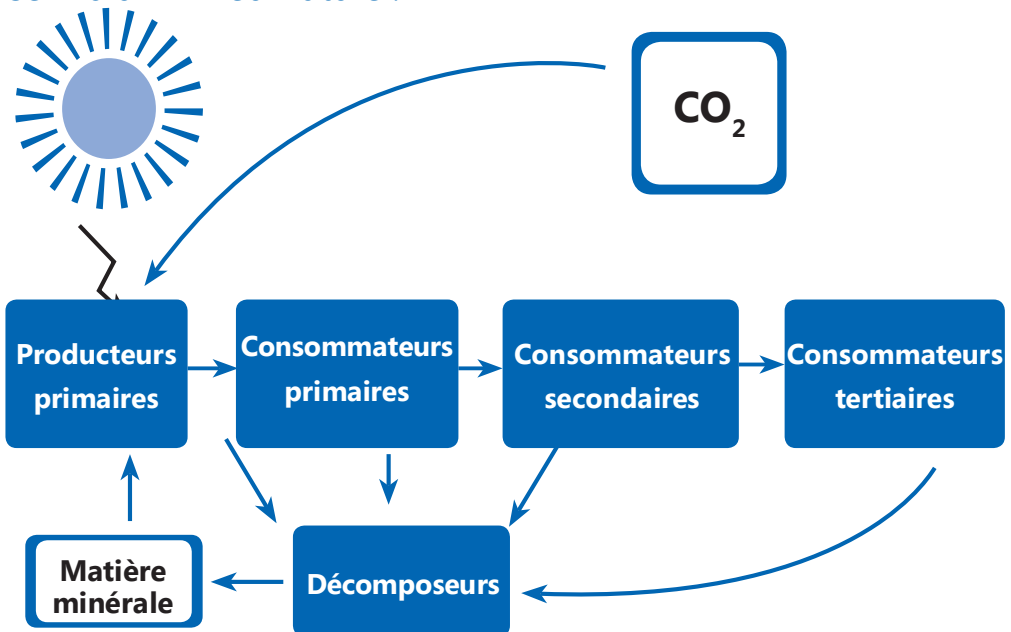 CO2
Producteurs
primaires
Consommateurs
primaires
Consommateurs
secondaires
Consommateurs
tertiaires
Matière
minérale
Décomposeurs